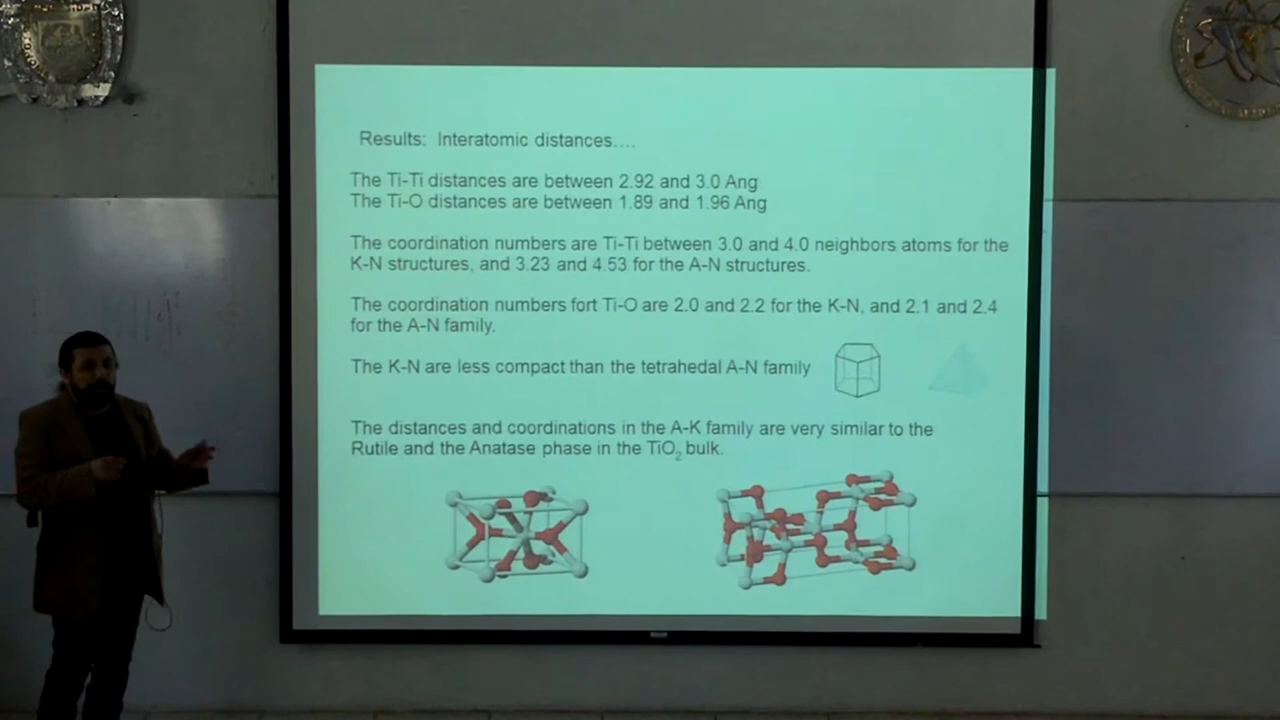 Results: Interatomic distances....
The Ti-Ti distances are between 2.92 and 3.0 Ang
The Ti-O distances are between 1.89 and 1.96 Ang
The coordination numbers are Ti-Ti between 3.0 and 4.0 neighbors atoms for the
K-N structures, and 3.23 and 4.53 for the A-N structures.
The coordination numbers fort Ti-O are 2.0 and 2.2 for the K-N, and 2.1 and 2.4
for the A-N family.
The K-N are less compact than the tetrahedal A-N family
The distances and coordinations in the A-K family are very similar to the
Rutile and the Anatase phase in the TiO₂ bulk.